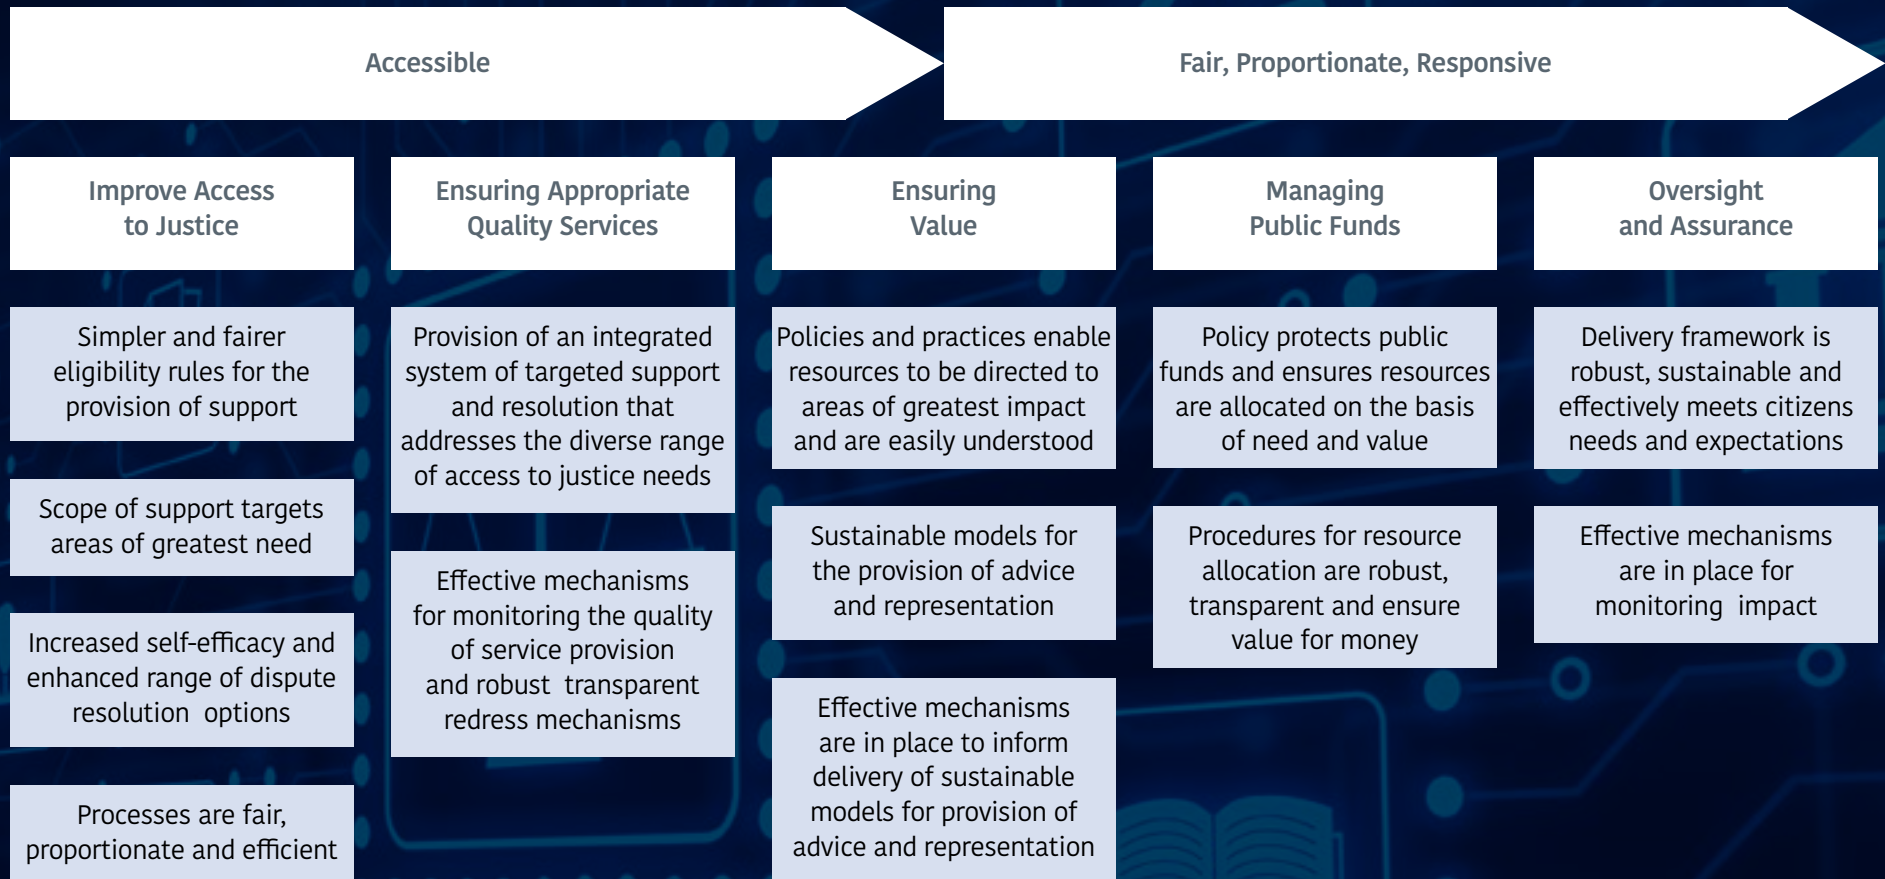 Accessible
Fair, Proportionate, Responsive
Improve Access
to Justice
Simpler and fairer
eligibility rules for the
provision of support
Scope of support targets
areas of greatest need
Increased self-efficacy and
enhanced range of dispute
resolution  options
Processes are fair,
proportionate and efficient
Ensuring Appropriate
Quality Services
Provision of an integrated
system of targeted support
and resolution that
addresses the diverse range
of access to justice needs
Effective mechanisms
for monitoring the quality
of service provision
and robust  transparent
redress mechanisms
Ensuring
Value
Policies and practices enable
resources to be directed to
areas of greatest impact
and are easily understood
Sustainable models for
the provision of advice
and representation
Effective mechanisms
are in place to inform
delivery of sustainable
models for provision of
advice and representation
Managing
Public Funds
Policy protects public
funds and ensures resources
are allocated on the basis
of need and value
Procedures for resource
allocation are robust,
transparent and ensure
value for money
Oversight
and Assurance
Delivery framework is
robust, sustainable and
effectively meets citizens
needs and expectations
Effective mechanisms
are in place for
monitoring  impact